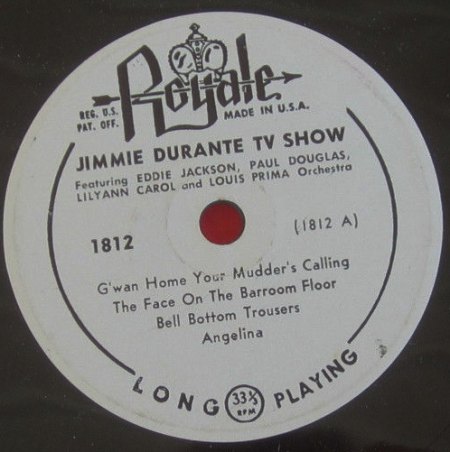 Royale
REG. U.S.
PAT. OFF.
MADE IN U.S.A.
JIMMIE DURANTE TV SHOW
Featuring EDDIE JACKSON, PAUL DOUGLAS,
LILYANN CAROL and LOUIS PRIMA Orchestra
1812
(1812 A)
G'wan Home Your Mudder's Calling
The Face On The Barroom Floor
Bell Bottom Trousers
Angelina
LONG 33⅓ RPM PLAYING